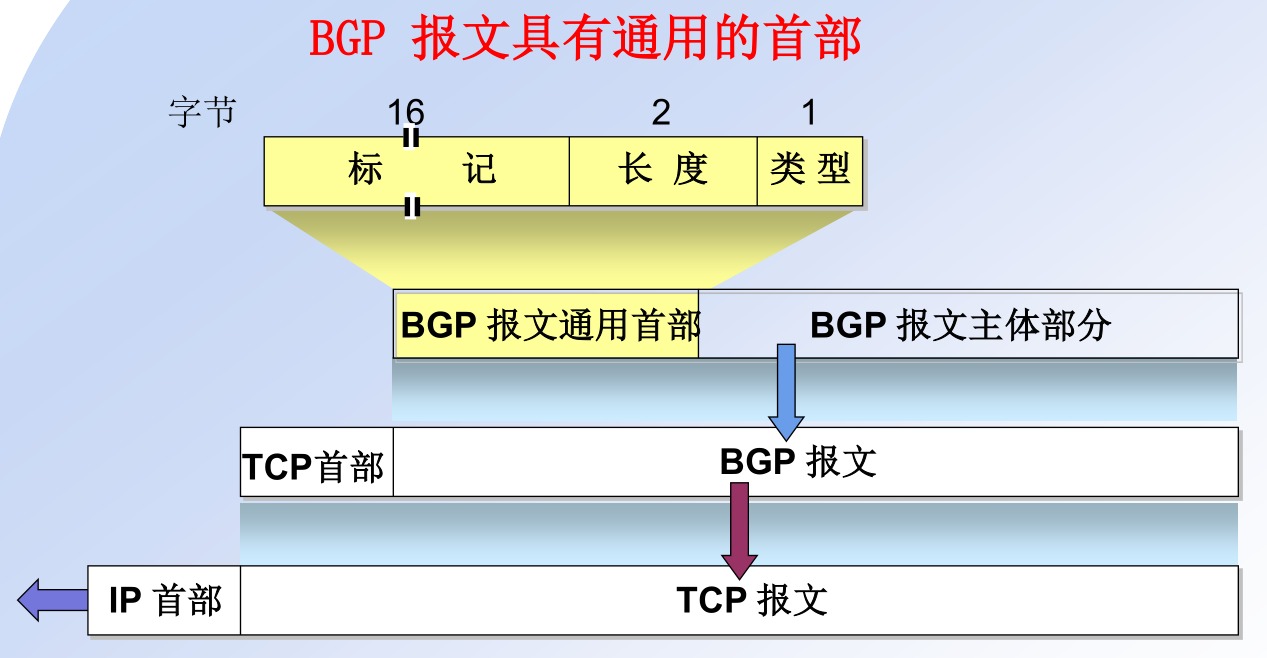 BGP 报文具有通用的首部
字节 16 2 1
标 记 长 度 类 型
BGP 报文通用首部 BGP 报文主体部分
TCP首部 BGP 报文
IP 首部 TCP 报文